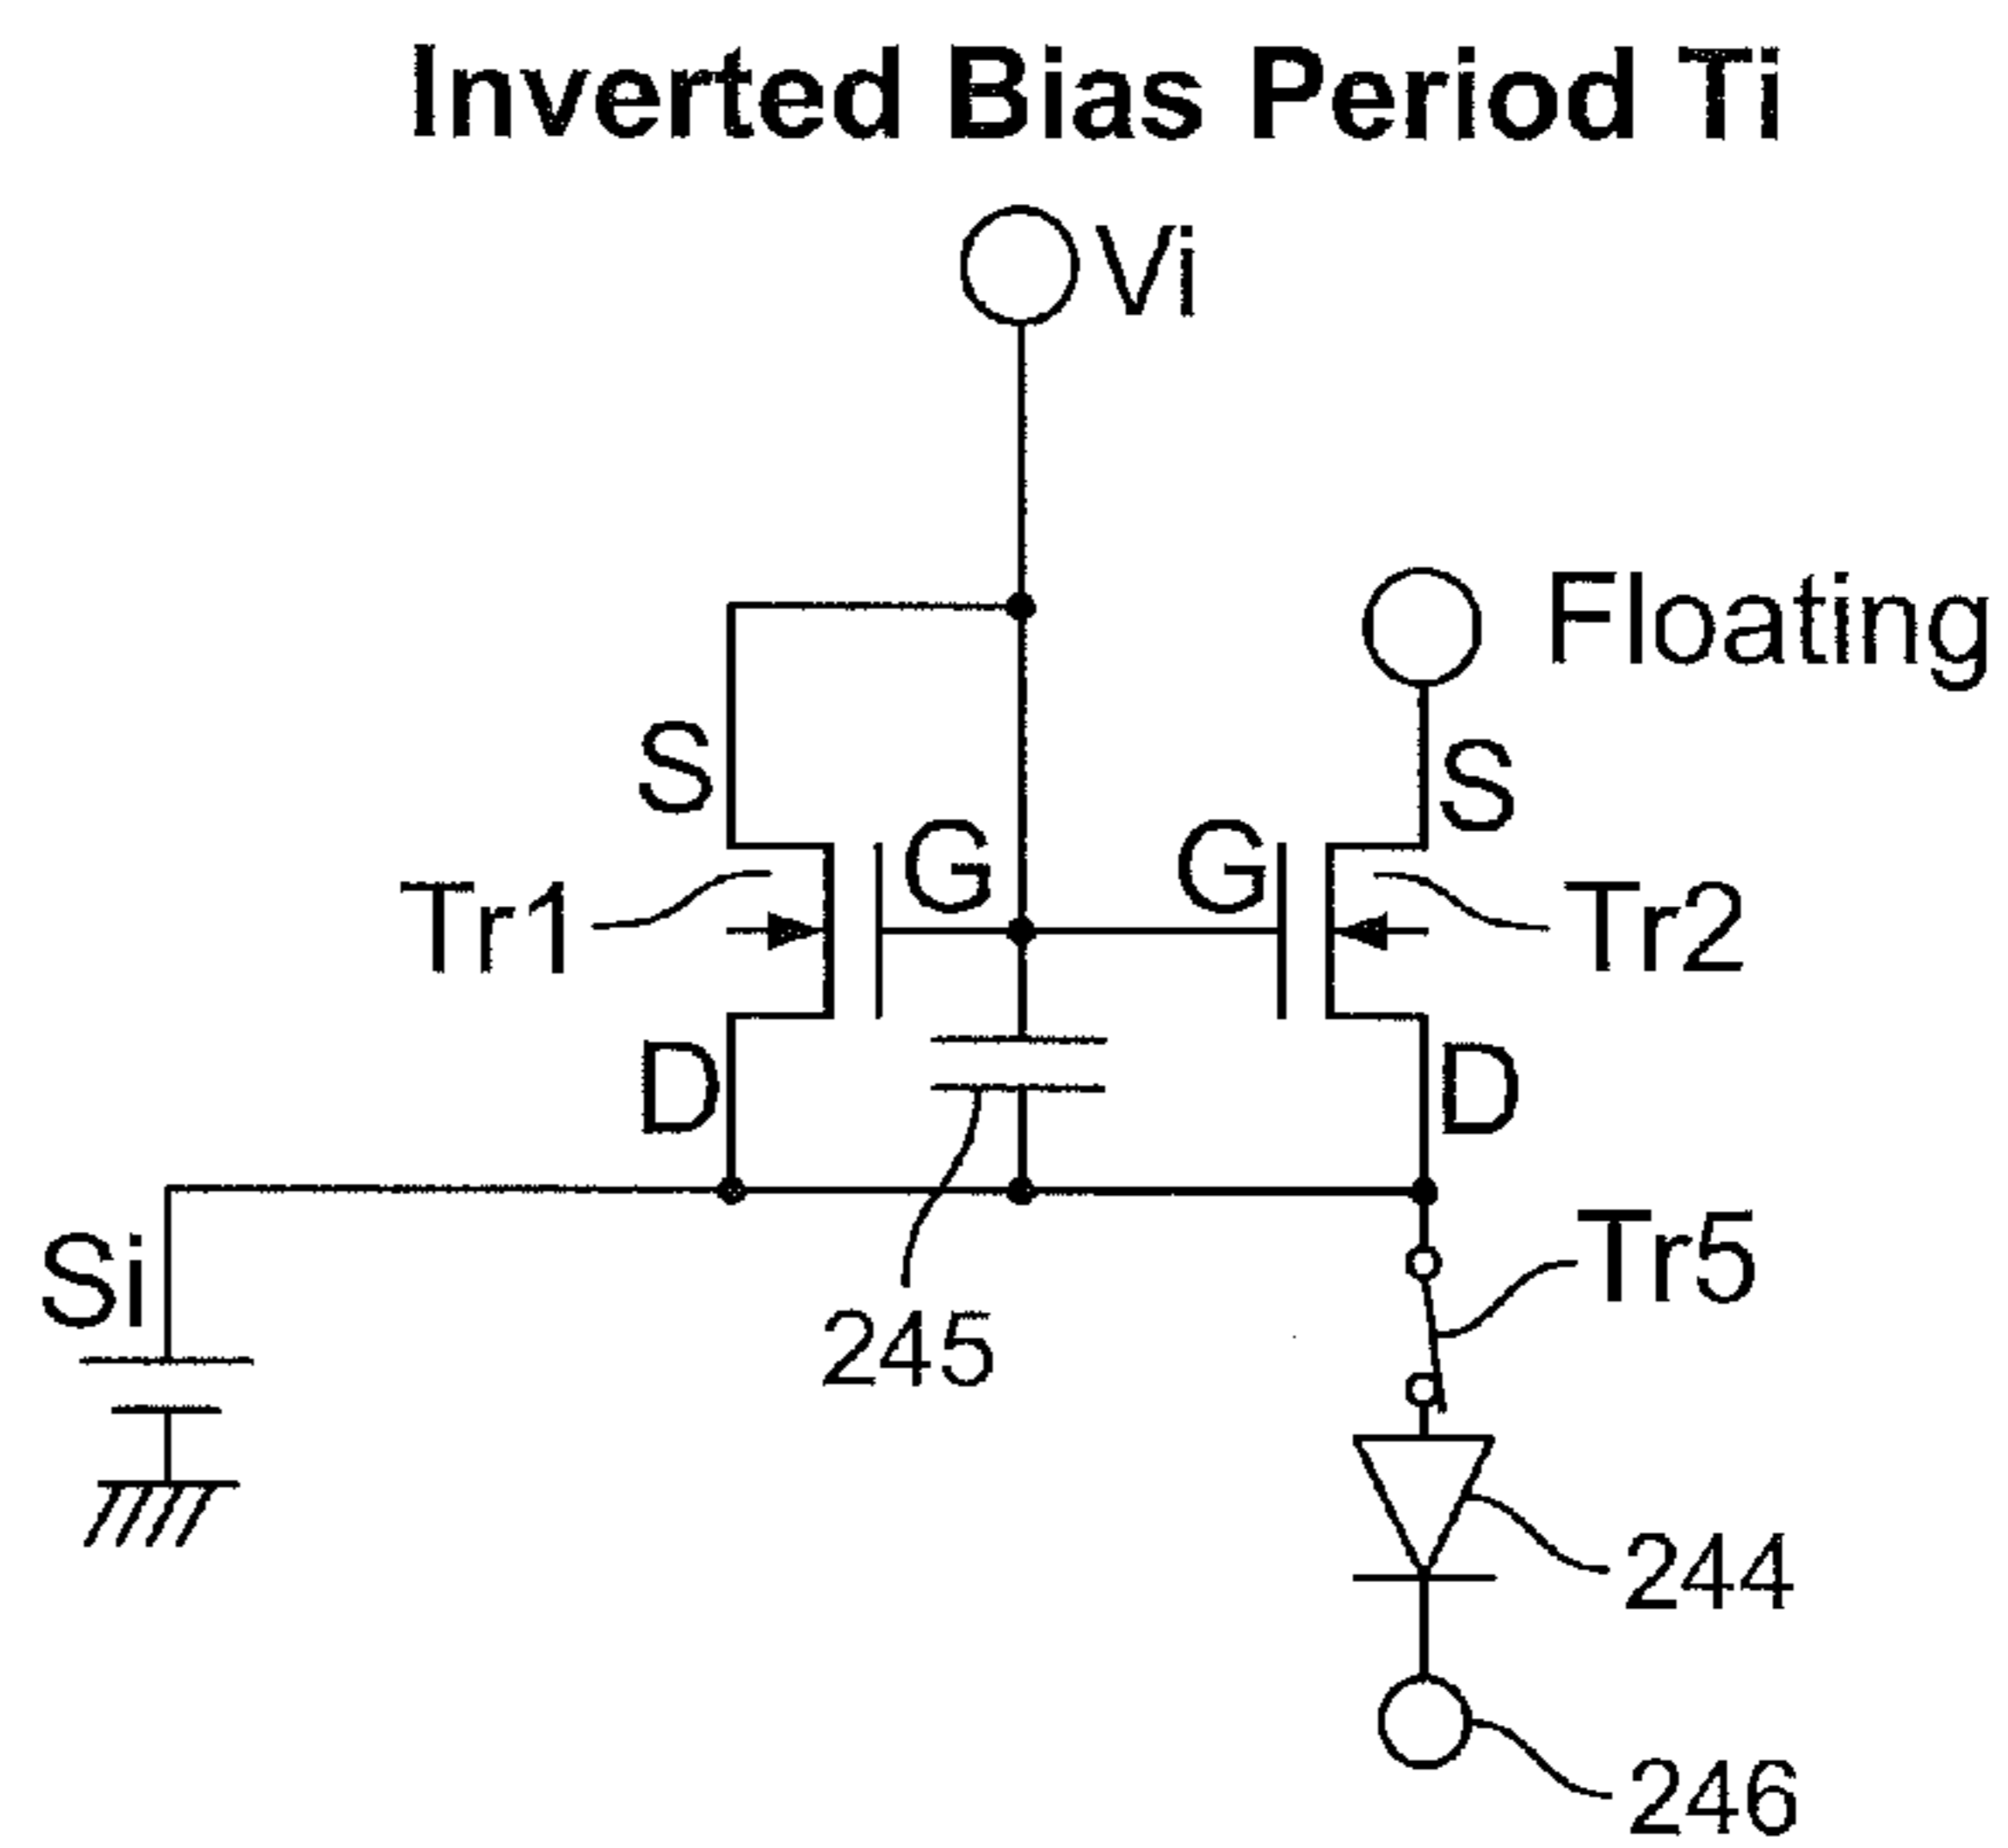 Inverted Bias Period Ti
Vi
Floating
S
S
G
G
Tr1
Tr2
D
D
Si
Tr5
245
244
246